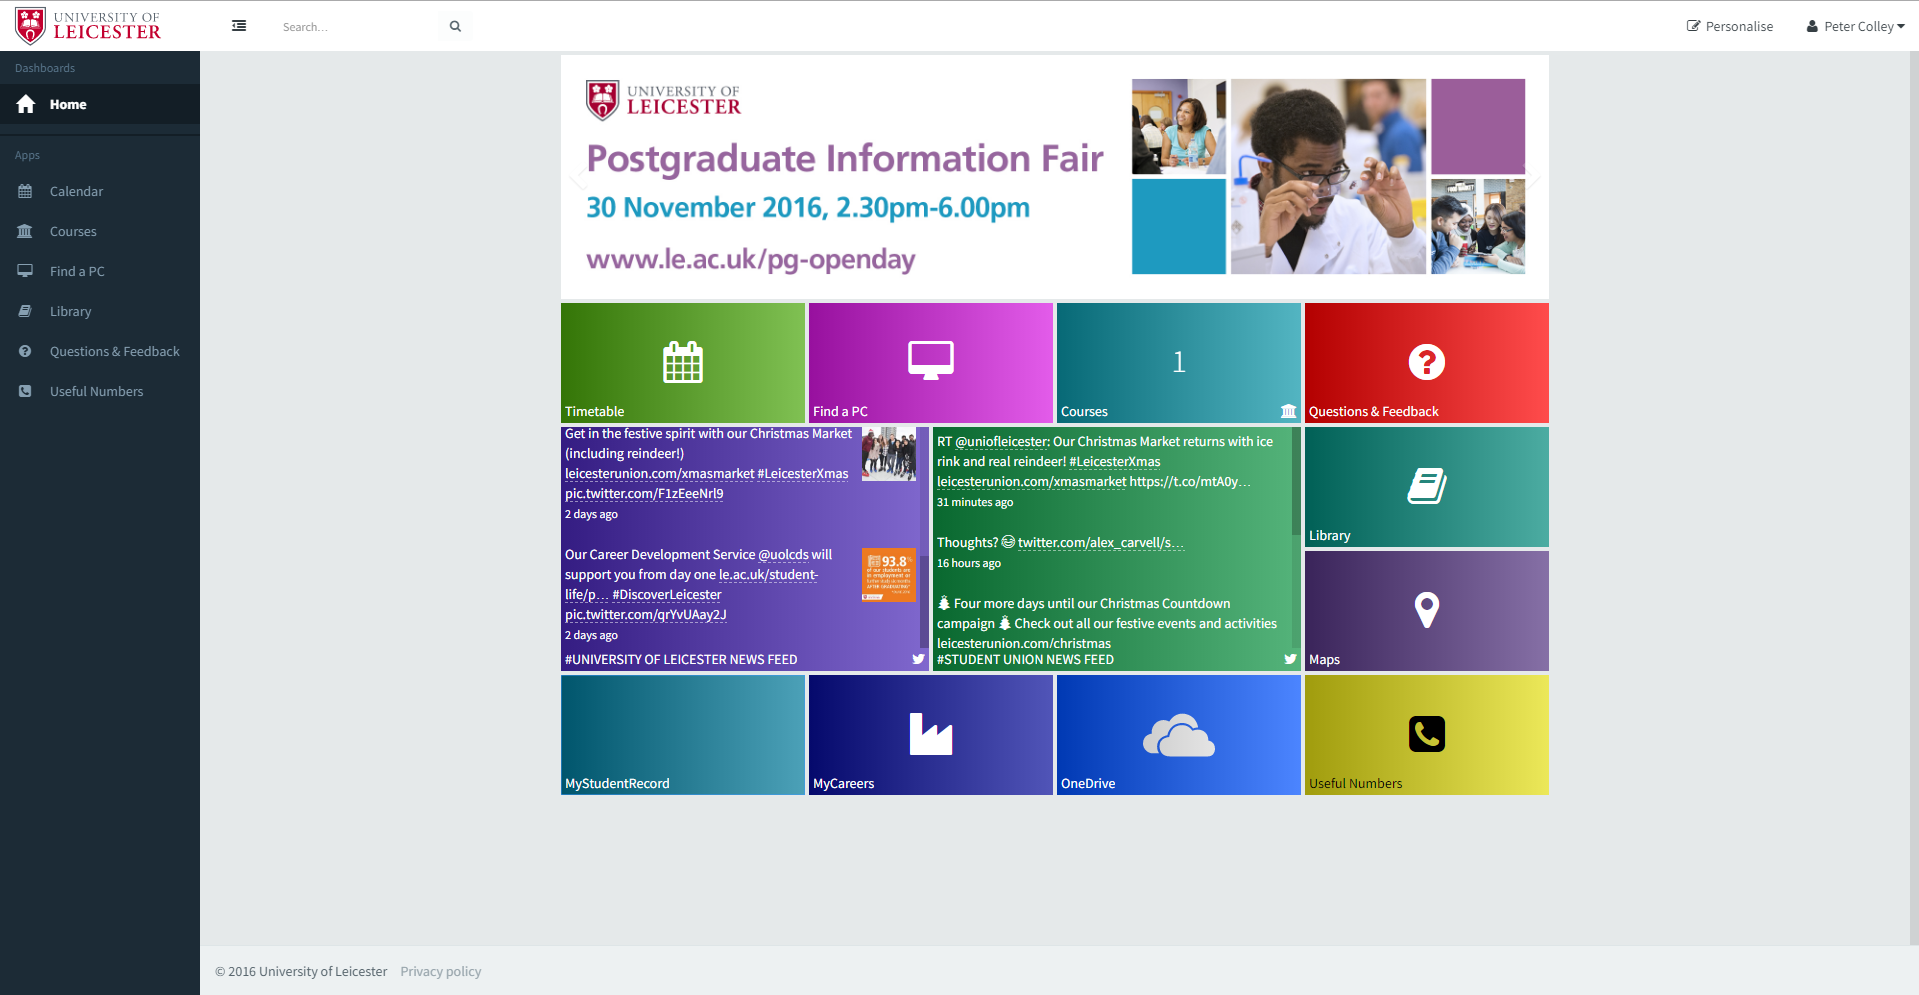 UNIVERSITY OF
LEICESTER
Search...
Personalise
Peter Colley
Dashboards
Home
Apps
Calendar
Courses
Find a PC
Library
Questions & Feedback
Useful Numbers
UNIVERSITY OF
LEICESTER
Postgraduate Information Fair
30 November 2016, 2.30pm-6.00pm
www.le.ac.uk/pg-openday
Timetable
Find a PC
1
Courses
Questions & Feedback
Get in the festive spirit with our Christmas Market
(including reindeer!)
leicesterunion.com/xmasmarket #LeicesterXmas
pic.twitter.com/F1zEeeNrl9
2 days ago
Our Career Development Service @uolcds will
support you from day one le.ac.uk/student-
life/p… #DiscoverLeicester
pic.twitter.com/qrYvUAay2J
2 days ago
93.8
#UNIVERSITY OF LEICESTER NEWS FEED
RT @uniofleicester: Our Christmas Market returns with ice
rink and real reindeer! #LeicesterXmas
leicesterunion.com/xmasmarket https://t.co/mtA0y…
31 minutes ago
Thoughts? 😂 twitter.com/alex_carvell/s…
16 hours ago
🎄 Four more days until our Christmas Countdown
campaign 🎄 Check out all our festive events and activities
leicesterunion.com/christmas
#STUDENT UNION NEWS FEED
Library
Maps
MyStudentRecord
MyCareers
OneDrive
Useful Numbers
© 2016 University of Leicester
Privacy policy